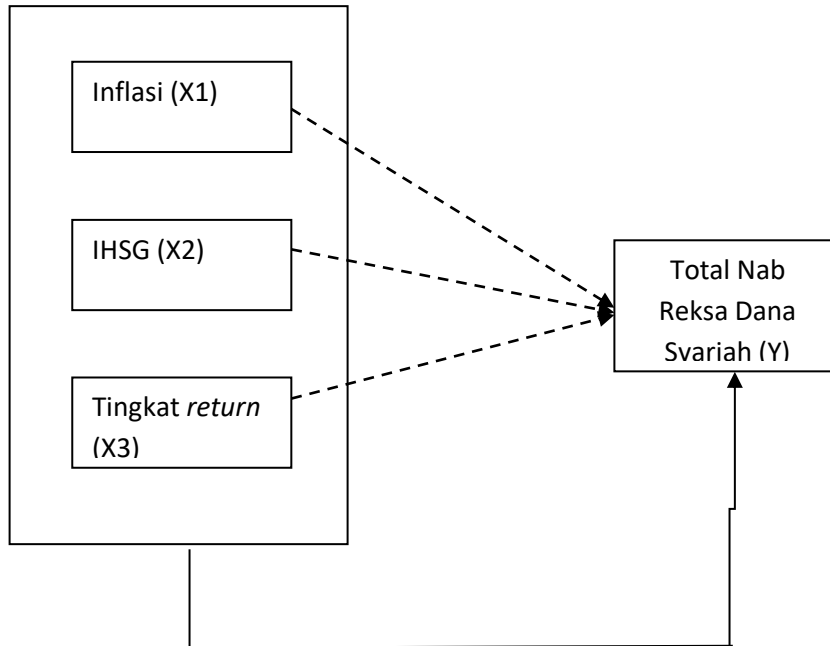 Inflasi (X1)
IHSG (X2)
Tingkat return
(X3)
Total Nab
Reksa Dana
Syariah (Y)